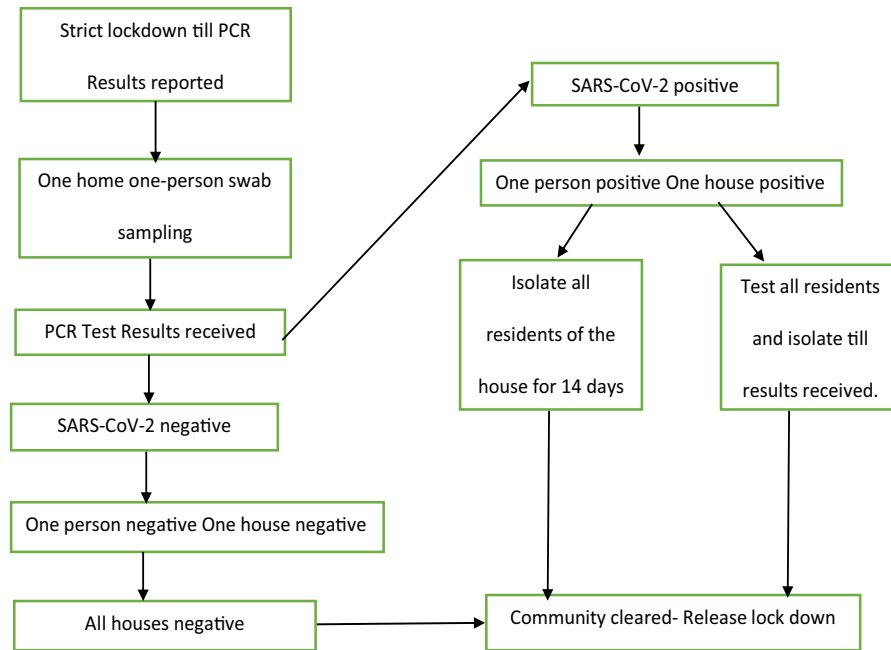 Strict lockdown till PCR
Results reported
One home one-person swab
sampling
PCR Test Results received
SARS-CoV-2 negative
One person negative One house negative
All houses negative
SARS-CoV-2 positive
One person positive One house positive
Isolate all
residents of the
house for 14 days
Test all residents
and isolate till
results received.
Community cleared- Release lock down